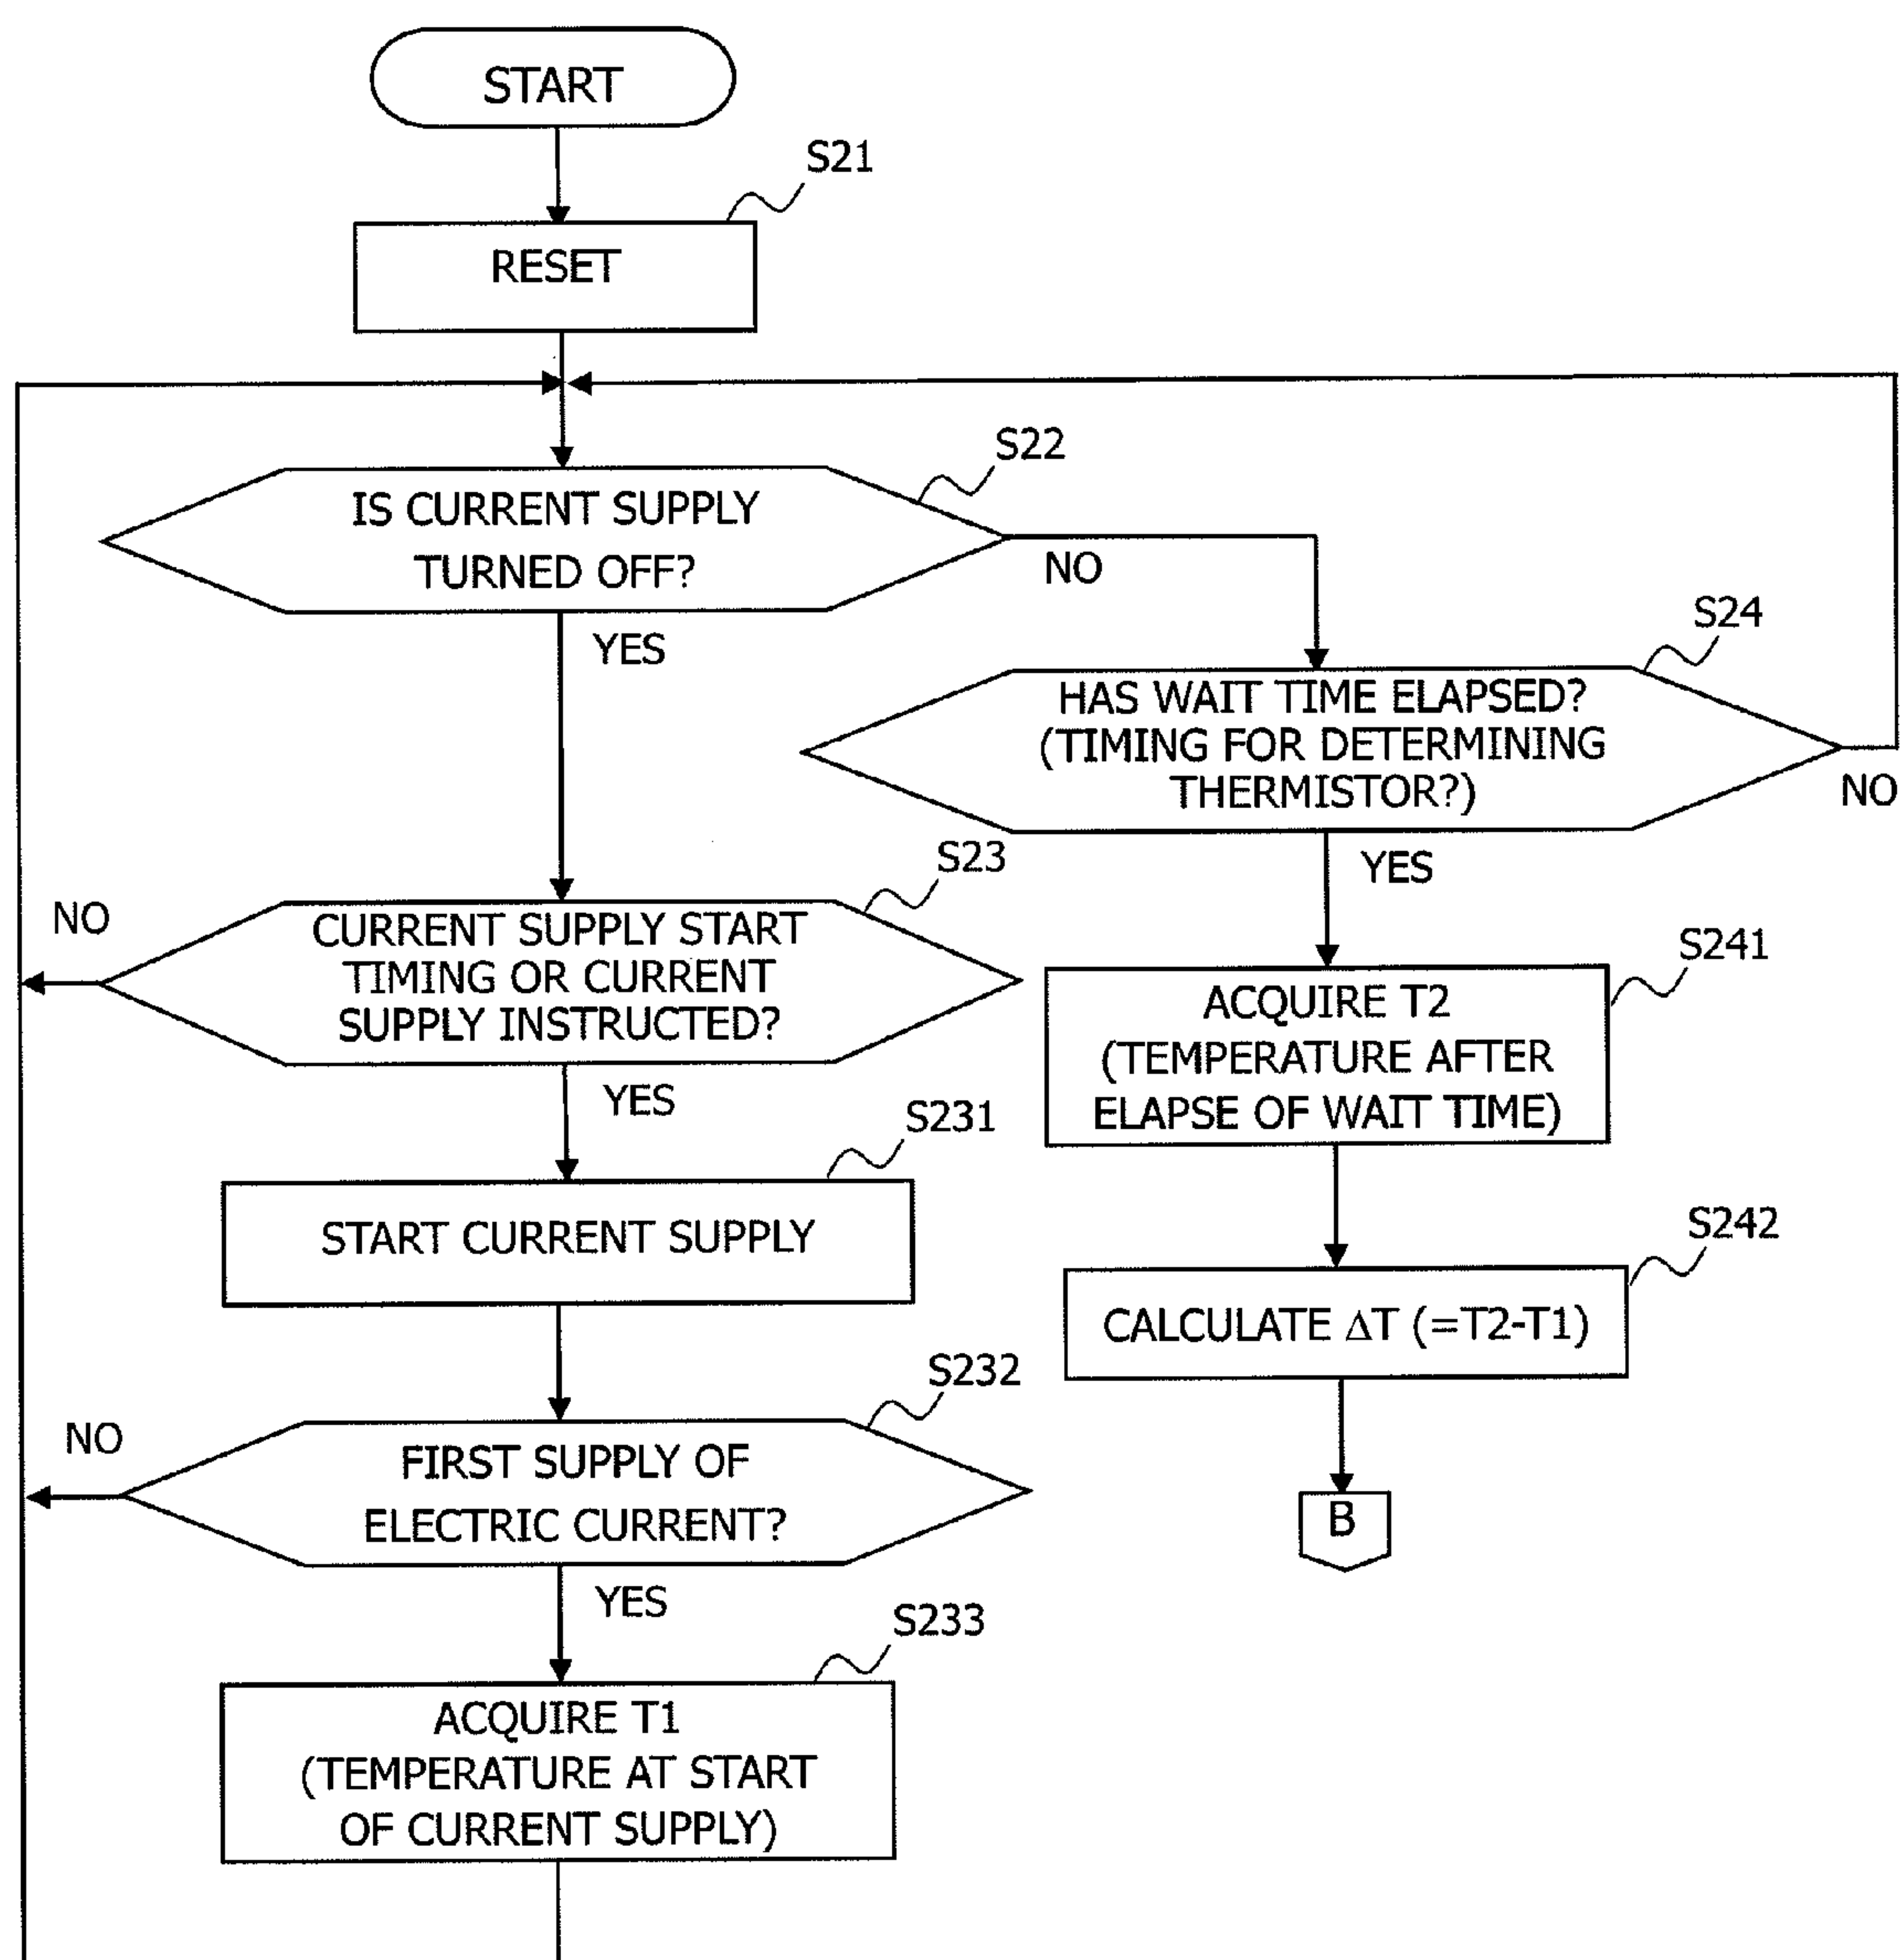 START
S21
RESET
S22
IS CURRENT SUPPLY
TURNED OFF?
NO
YES
S24
HAS WAIT TIME ELAPSED?
(TIMING FOR DETERMINING
THERMISTOR?)
NO
YES
S23
NO
CURRENT SUPPLY START
TIMING OR CURRENT
SUPPLY INSTRUCTED?
YES
S241
ACQUIRE T2
(TEMPERATURE AFTER
ELAPSE OF WAIT TIME)
S231
START CURRENT SUPPLY
S242
CALCULATE ΔT (=T2-T1)
S232
NO
FIRST SUPPLY OF
ELECTRIC CURRENT?
YES
B
S233
ACQUIRE T1
(TEMPERATURE AT START
OF CURRENT SUPPLY)